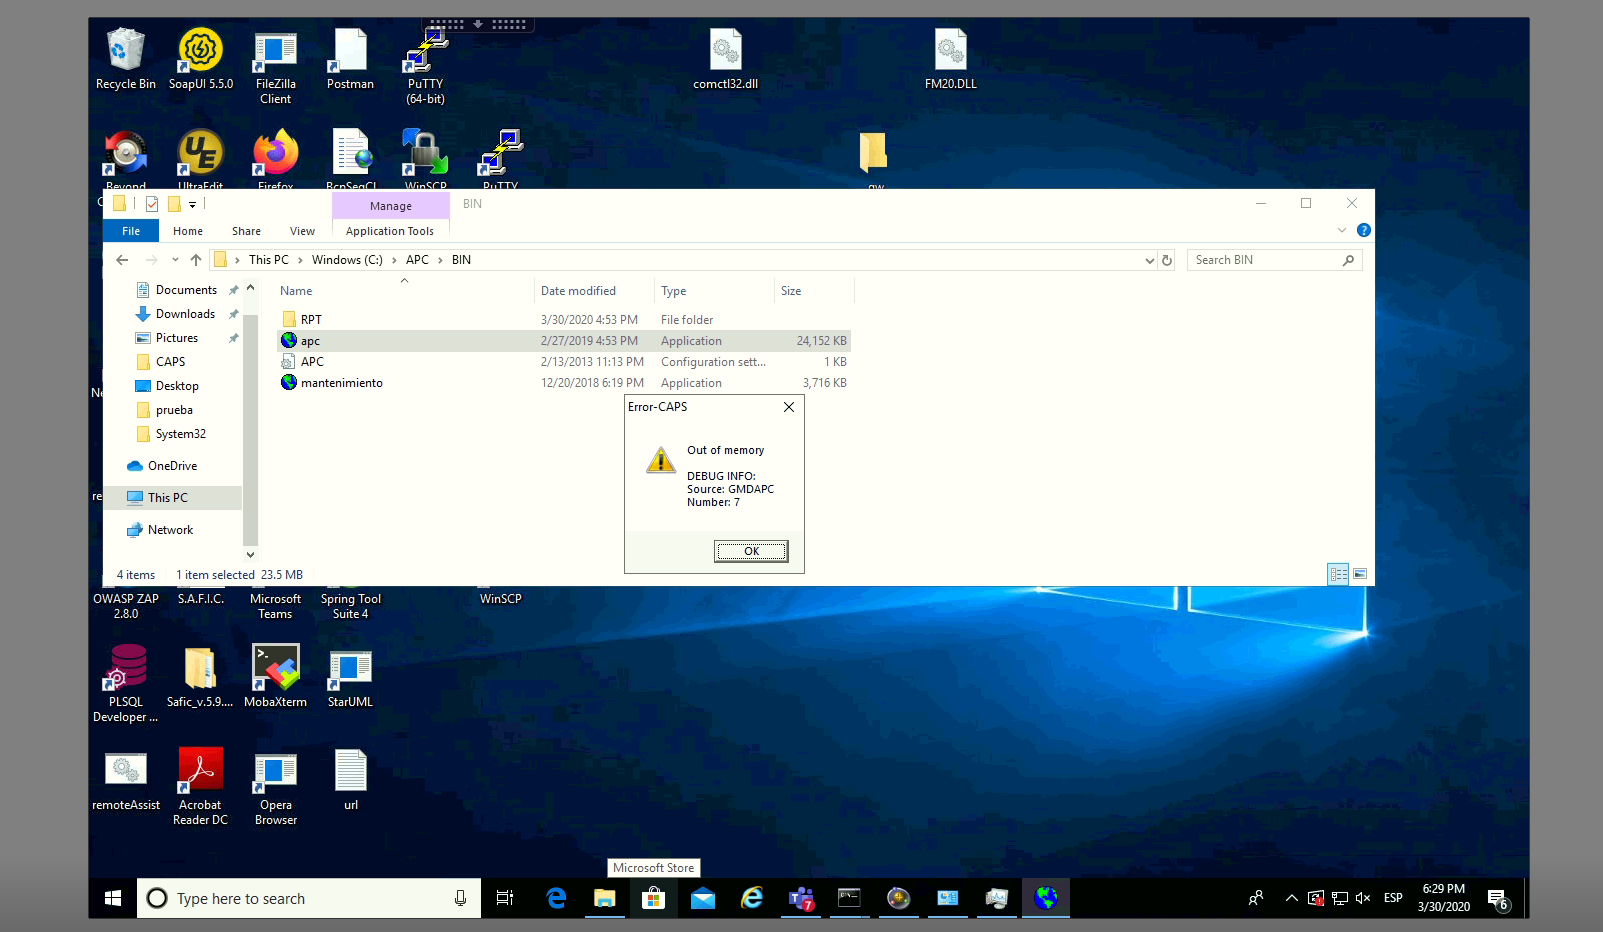 Recycle Bin
SoapUI 5.5.0
FileZilla
Client
Postman
PuTTY
(64-bit)
comctl32.dll
FM20.DLL
Beyond
UltraEdit
Firefox
WinSCP
PuTTY
Manage
BIN
File
Home
Share
View
Application Tools
This PC
Windows (C:)
APC
BIN
Search BIN
Documents
Downloads
Pictures
CAPS
Desktop
prueba
System32
OneDrive
This PC
Network
Name
Date modified
Type
Size
RPT
3/30/2020 4:53 PM
File folder
apc
2/27/2019 4:53 PM
Application
24,152 KB
APC
2/13/2013 11:13 PM
Configuration sett...
1 KB
mantenimiento
12/20/2018 6:19 PM
Application
3,716 KB
Error-CAPS
Out of memory
DEBUG INFO:
Source: GMDAPC
Number: 7
OK
4 items
1 item selected 23.5 MB
OWASP ZAP
2.8.0
S.A.F.I.C.
Microsoft
Teams
Spring Tool
Suite 4
WinSCP
PLSQL
Developer ...
Safic_v.5.9....
MobaXterm
StarUML
remoteAssist
Acrobat
Reader DC
Opera
Browser
url
Microsoft Store
Type here to search
7
ESP
6:29 PM
3/30/2020
6